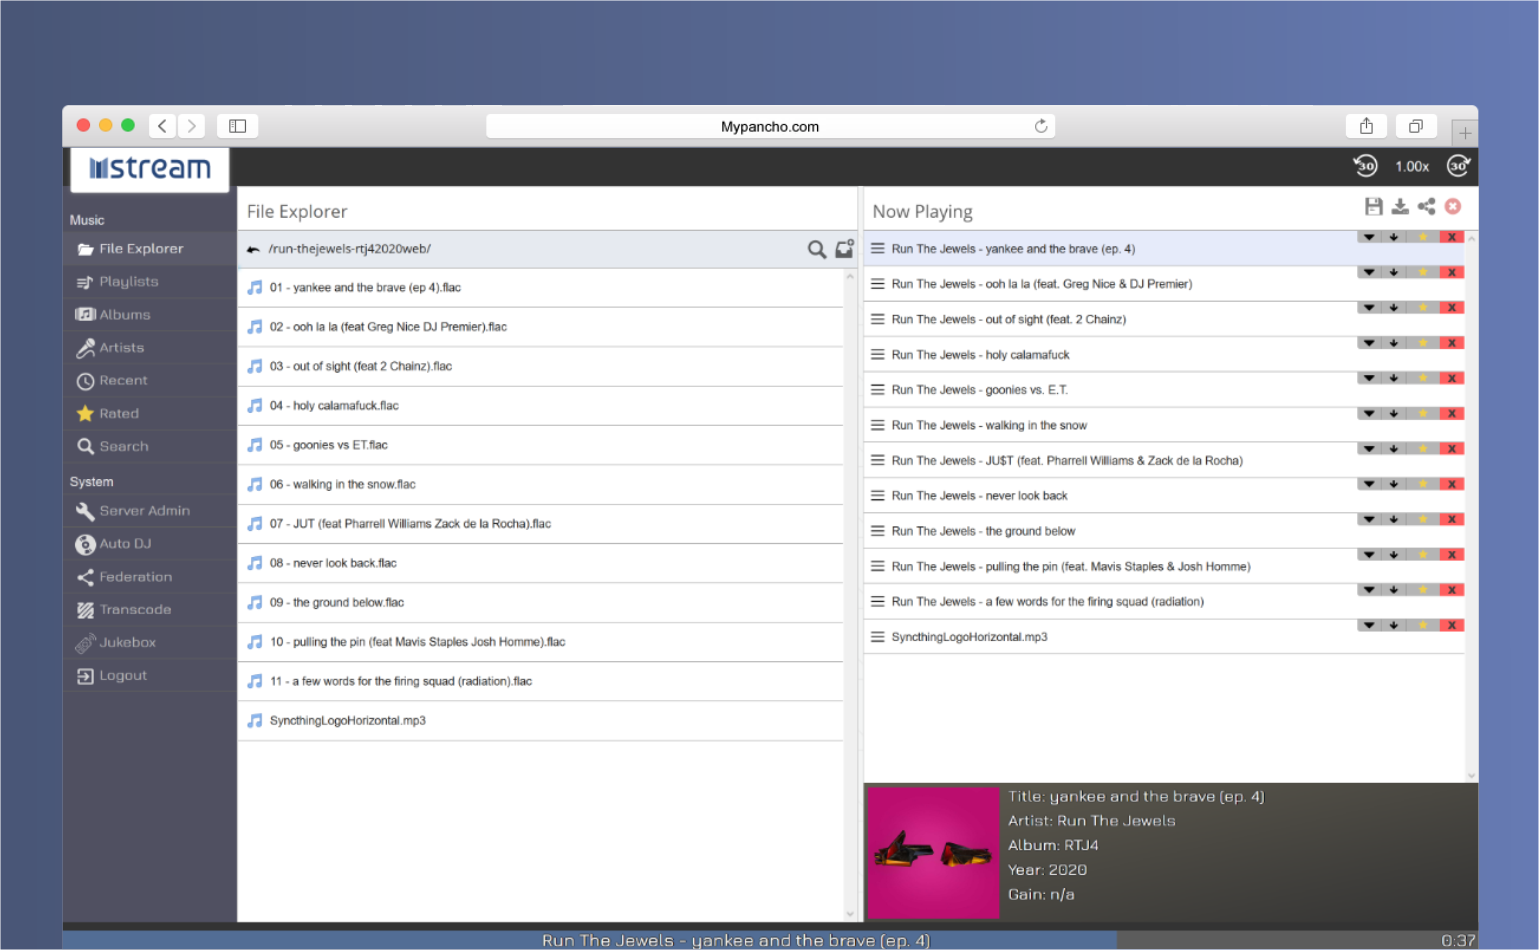 Mypancho.com
stream
30 1.00x 30
Music
File Explorer
Playlists
Albums
Artists
Recent
Rated
Search
System
Server Admin
Auto DJ
Federation
Transcode
Jukebox
Logout
File Explorer
/run-thejewels-rtj42020web/
01 - yankee and the brave (ep 4).flac
02 - ooh la la (feat Greg Nice DJ Premier).flac
03 - out of sight (feat 2 Chainz).flac
04 - holy calamafuck.flac
05 - goonies vs ET.flac
06 - walking in the snow.flac
07 - JUT (feat Pharrell Williams Zack de la Rocha).flac
08 - never look back.flac
09 - the ground below.flac
10 - pulling the pin (feat Mavis Staples Josh Homme).flac
11 - a few words for the firing squad (radiation).flac
SyncthingLogoHorizontal.mp3
Now Playing
Run The Jewels - yankee and the brave (ep. 4)
Run The Jewels - ooh la la (feat. Greg Nice & DJ Premier)
Run The Jewels - out of sight (feat. 2 Chainz)
Run The Jewels - holy calamafuck
Run The Jewels - goonies vs. E.T.
Run The Jewels - walking in the snow
Run The Jewels - JU$T (feat. Pharrell Williams & Zack de la Rocha)
Run The Jewels - never look back
Run The Jewels - the ground below
Run The Jewels - pulling the pin (feat. Mavis Staples & Josh Homme)
Run The Jewels - a few words for the firing squad (radiation)
SyncthingLogoHorizontal.mp3
Title: yankee and the brave (ep. 4)
Artist: Run The Jewels
Album: RTJ4
Year: 2020
Gain: n/a
Run The Jewels - yankee and the brave (ep. 4) 0:37